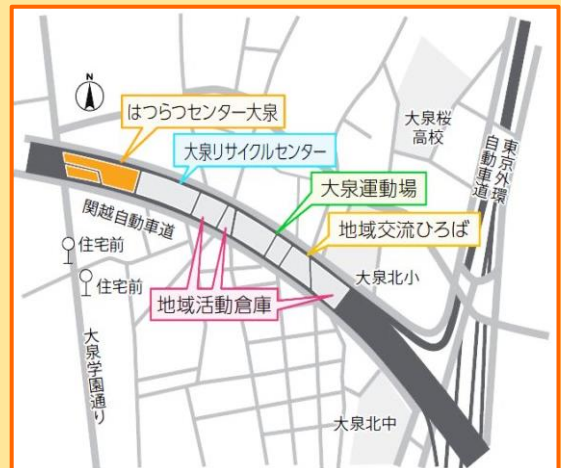 N
はつらつセンター大泉
大泉リサイクルセンター
大泉桜
高校
東京外環
自動車道
大泉運動場
地域交流ひろば
関越自動車道
住宅前
住宅前
地域活動倉庫
大泉北小
大泉学園通り
大泉北中